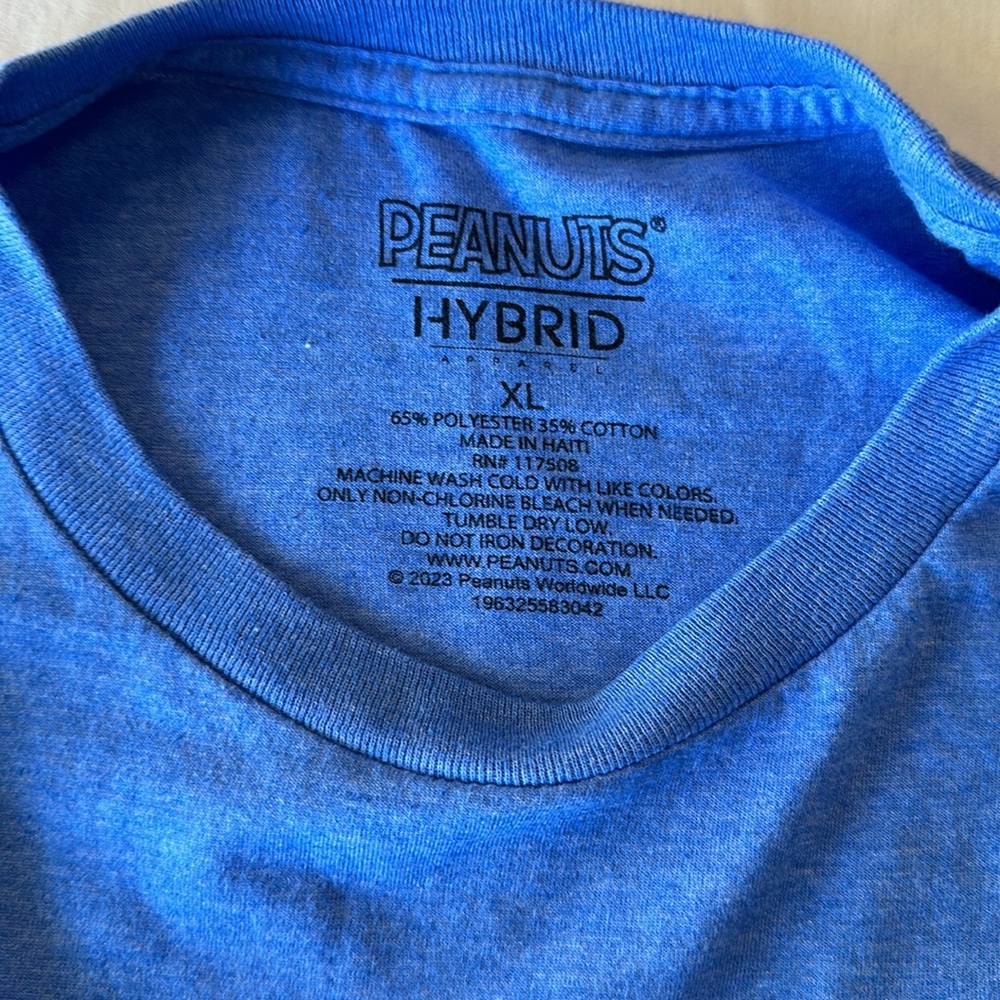 PEANUTS®
HYBRID
APPAREL
XL
65% POLYESTER 35% COTTON
MADE IN HAITI
RN# 117508
MACHINE WASH COLD WITH LIKE COLORS.
ONLY NON-CHLORINE BLEACH WHEN NEEDED.
TUMBLE DRY LOW.
DO NOT IRON DECORATION.
WWW.PEANUTS.COM
© 2023 Peanuts Worldwide LLC
196325583042